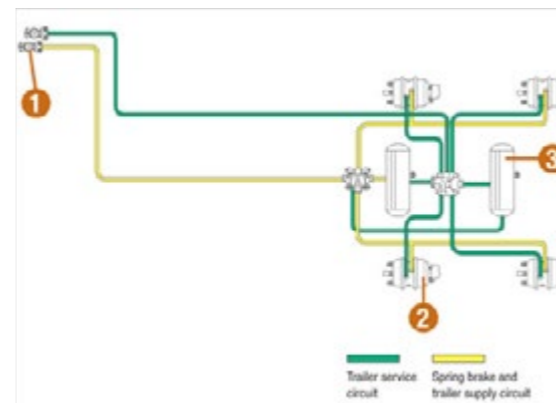 1
3
2
Trailer service
circuit
Spring brake and
trailer supply circuit